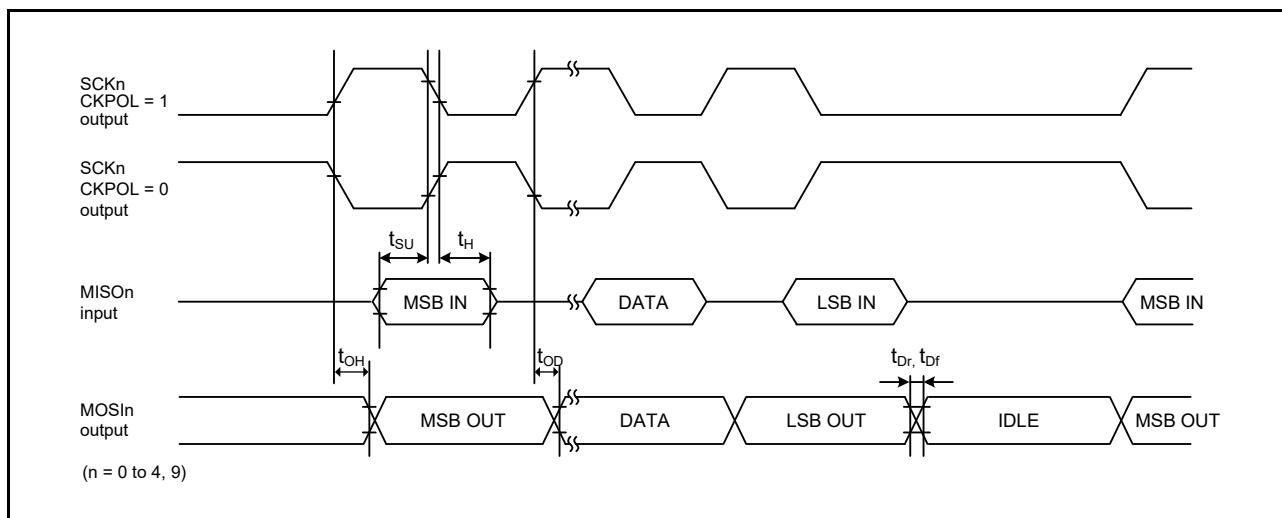 SCKn
CKPOL = 1
output
SCKn
CKPOL = 0
output
tSU
tH
MISOn
input
MSB IN
DATA
LSB IN
MSB IN
tOH
tOD
tDr, tDf
MOSIn
output
MSB OUT
DATA
LSB OUT
IDLE
MSB OUT
(n = 0 to 4, 9)